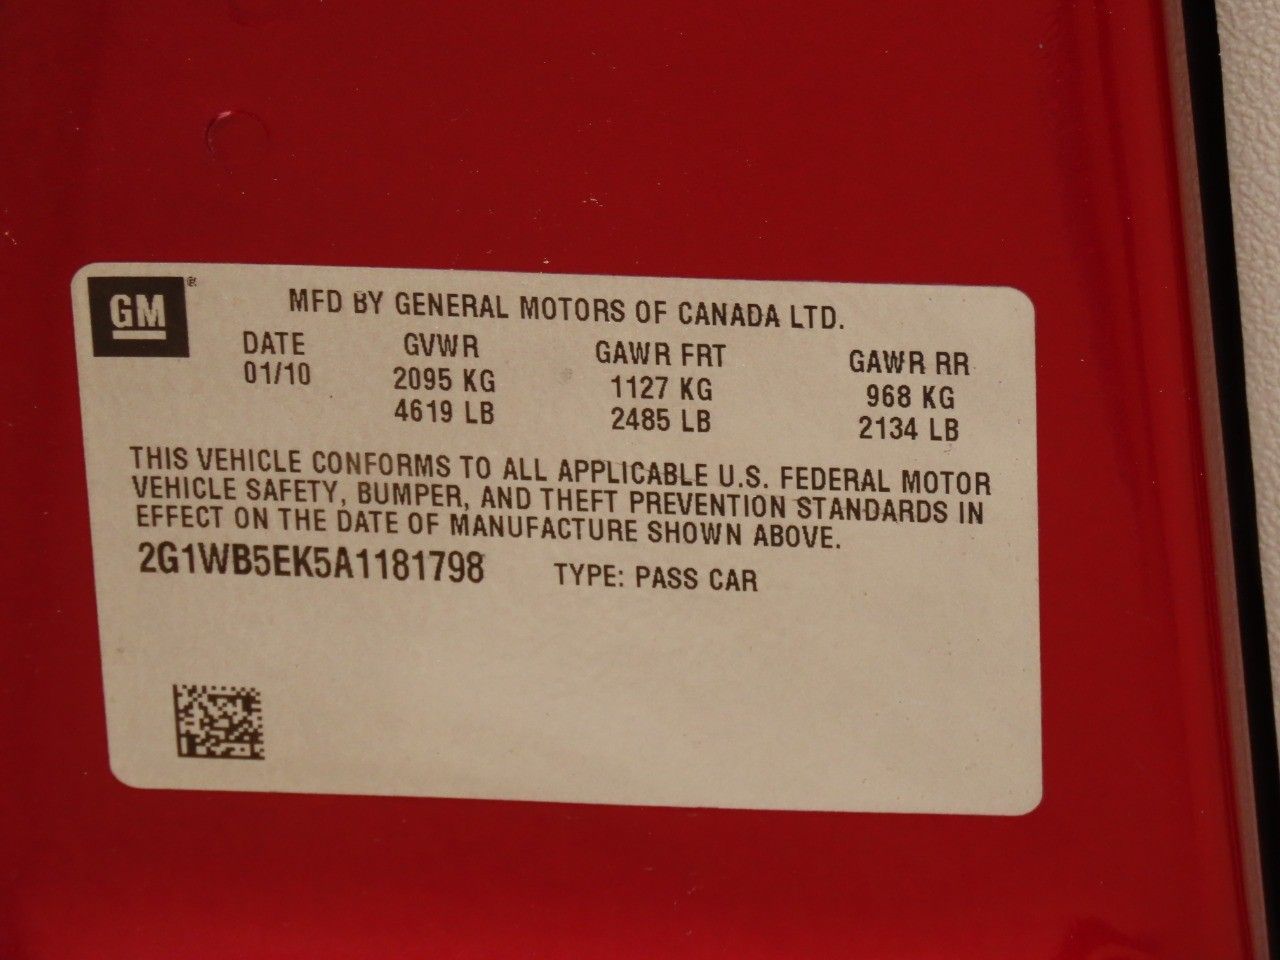 GM®
MFD BY GENERAL MOTORS OF CANADA LTD.
DATE GVWR GAWR FRT GAWR RR
01/10 2095 KG 1127 KG 968 KG
4619 LB 2485 LB 2134 LB
THIS VEHICLE CONFORMS TO ALL APPLICABLE U.S. FEDERAL MOTOR
VEHICLE SAFETY, BUMPER, AND THEFT PREVENTION STANDARDS IN
EFFECT ON THE DATE OF MANUFACTURE SHOWN ABOVE.
2G1WB5EK5A1181798 TYPE: PASS CAR